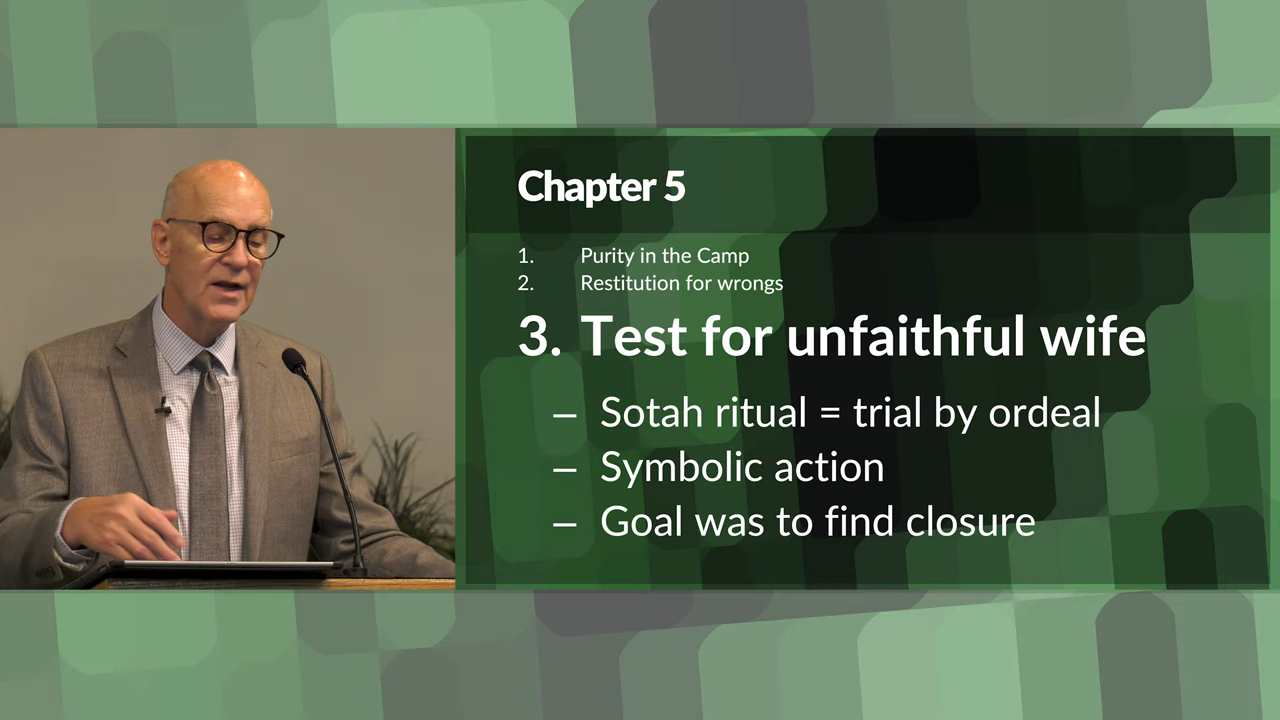 Chapter 5
1. Purity in the Camp
2. Restitution for wrongs
3. Test for unfaithful wife
– Sotah ritual = trial by ordeal
– Symbolic action
– Goal was to find closure